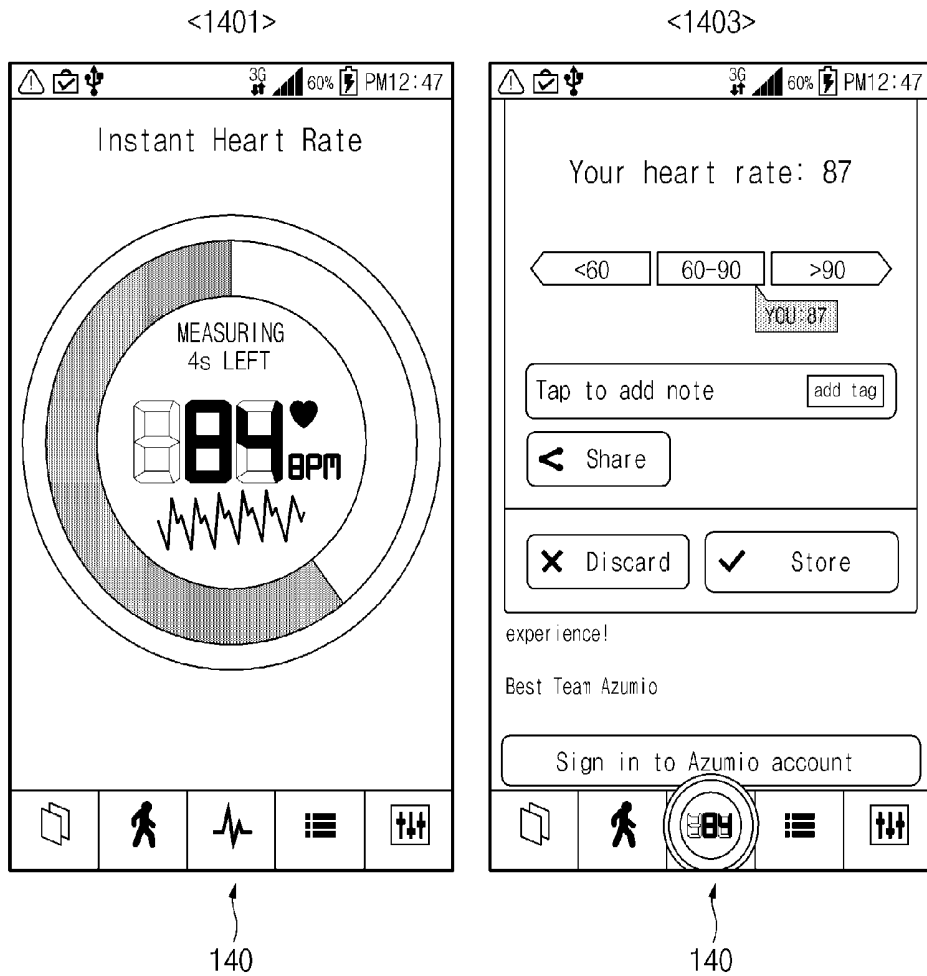 <1401>
3G 60% PM12:47
Instant Heart Rate
MEASURING
4s LEFT
84 BPM
140
<1403>
3G 60% PM12:47
Your heart rate: 87
<60 60-90 >90
YOU:87
Tap to add note add tag
Share
Discard Store
experience!
Best Team Azumio
Sign in to Azumio account
84
140